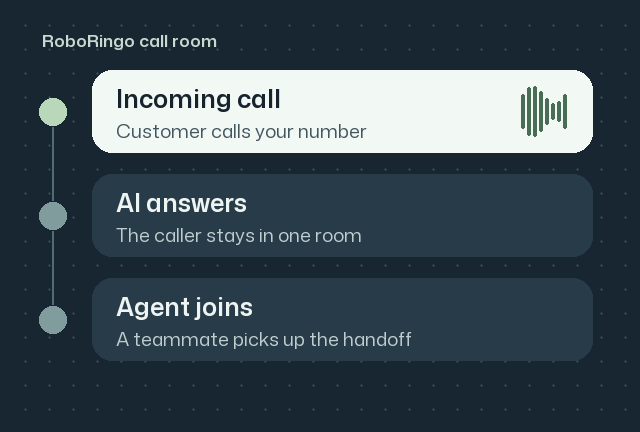 RoboRingo call room
Incoming call
Customer calls your number
AI answers
The caller stays in one room
Agent joins
A teammate picks up the handoff